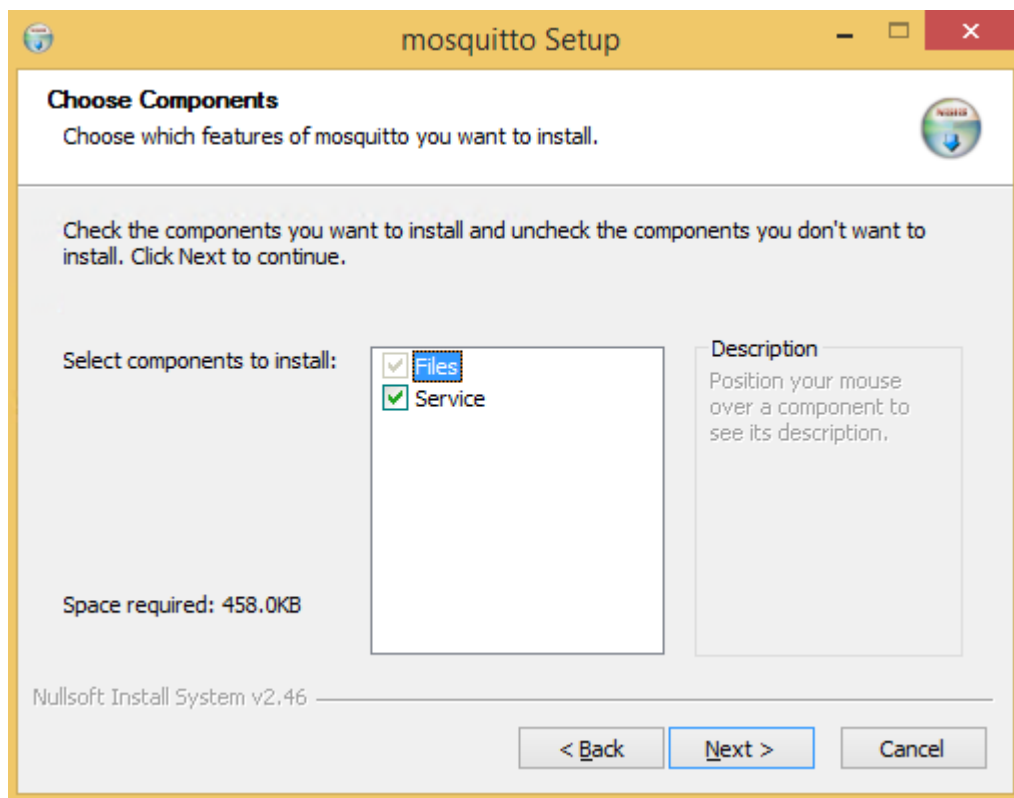 mosquitto Setup
Choose Components
Choose which features of mosquitto you want to install.
Check the components you want to install and uncheck the components you don't want to
install. Click Next to continue.
Select components to install:
Files
Service
Description
Position your mouse
over a component to
see its description.
Space required: 458.0KB
Nullsoft Install System v2.46
< Back
Next >
Cancel